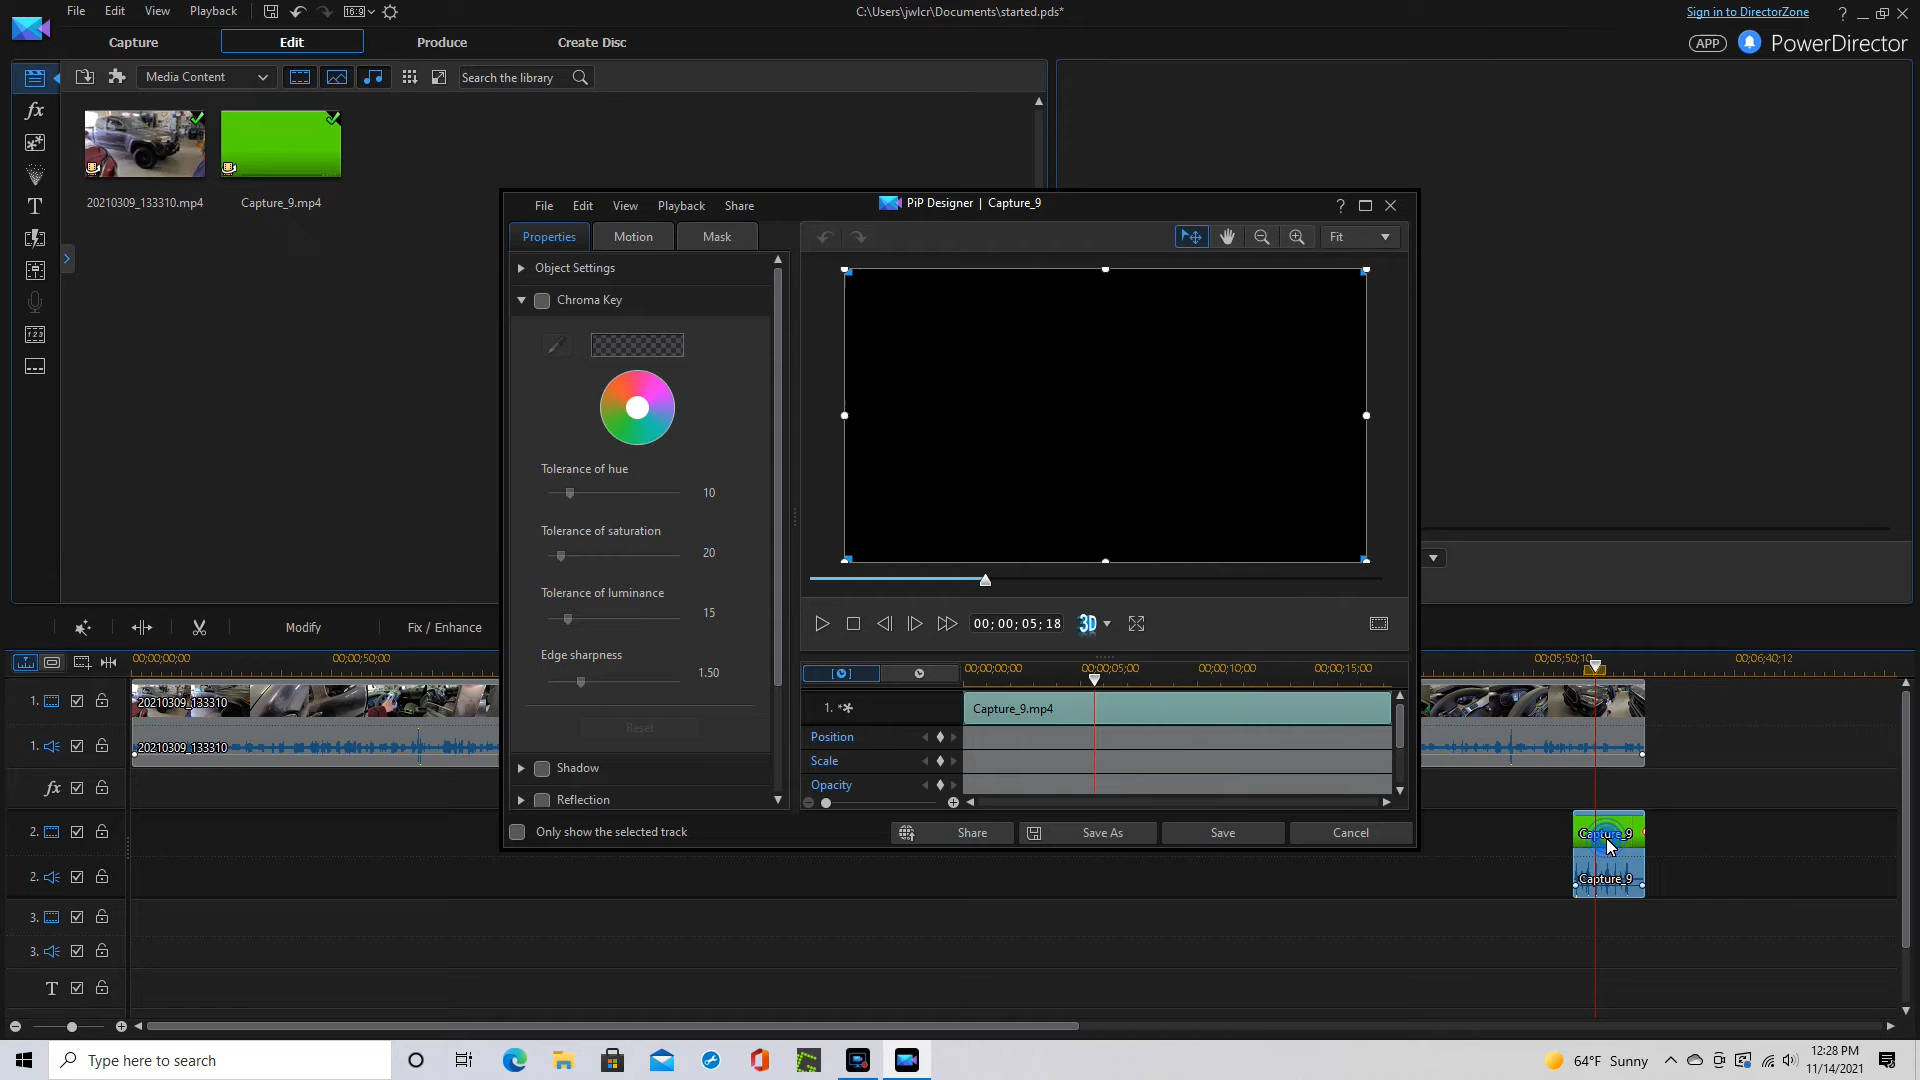 File Edit View Playback
16:9
C:\Users\jwlcr\Documents\started.pds*
Sign in to DirectorZone
?
Capture Edit Produce Create Disc
APP PowerDirector
Media Content
Search the library
fx
T
20210309_133310.mp4
Capture_9.mp4
File Edit View Playback Share
PiP Designer | Capture_9
?
Properties Motion Mask
Fit
Object Settings
Chroma Key
Tolerance of hue
10
Tolerance of saturation
20
Tolerance of luminance
15
Edge sharpness
1.50
Reset
Shadow
Reflection
Only show the selected track
00;00;05;18
3D
00;00;00;00 00;00;05;00 00;00;10;00 00;00;15;00
1. Capture_9.mp4
Position
Scale
Opacity
Share Save As Save Cancel
Modify Fix / Enhance
00;00;00;00 00;00;50;00 00;05;50;10 00;06;40;12
1. 20210309_133310
1. 20210309_133310
fx
2. Capture_9
2. Capture_9
3.
3.
T
Type here to search
64°F Sunny
12:28 PM
11/14/2021